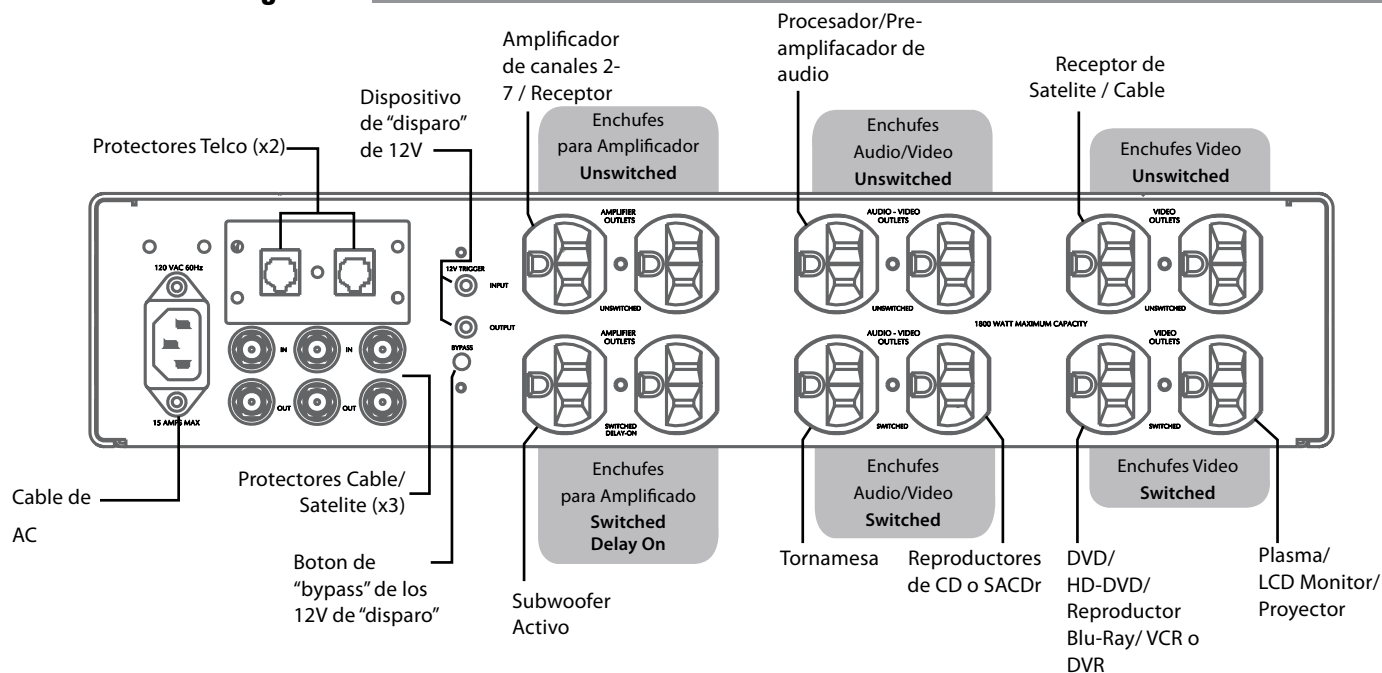 Amplificador
de canales 2-
7 / Receptor
Procesador/Pre-
amplifacador de
audio
Receptor de
Satelite / Cable
Dispositivo
de “disparo”
de 12V
Protectores Telco (x2)
Enchufes
para Amplificador
Unswitched
Enchufes
Audio/Video
Unswitched
Enchufes Video
Unswitched
120 VAC 60Hz
15 AMPS MAX
IN
IN
OUT
OUT
12V TRIGGER
INPUT
OUTPUT
BYPASS
AMPLIFIER
OUTLETS
UNSWITCHED
AMPLIFIER
OUTLETS
SWITCHED
DELAY-ON
AUDIO - VIDEO
OUTLETS
UNSWITCHED
AUDIO - VIDEO
OUTLETS
SWITCHED
1800 WATT MAXIMUM CAPACITY
VIDEO
OUTLETS
UNSWITCHED
VIDEO
OUTLETS
SWITCHED
Enchufes
para Amplificado
Switched
Delay On
Enchufes
Audio/Video
Switched
Enchufes Video
Switched
Cable de
AC
Protectores Cable/
Satelite (x3)
Boton de
“bypass” de los
12V de “disparo”
Subwoofer
Activo
Tornamesa
Reproductores
de CD o SACDr
DVD/
HD-DVD/
Reproductor
Blu-Ray/ VCR o
DVR
Plasma/
LCD Monitor/
Proyector